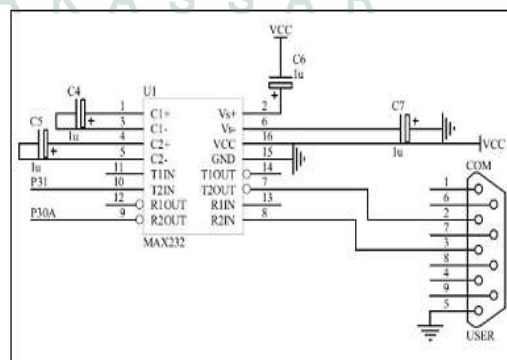 A K A S S A R
VCC
C6
1u
U1
C4
1u
C5
1u
1 C1+
3 C1-
4 C2+
5 C2-
11 T1IN
10 T2IN
12 R1OUT
9 R2OUT
P31
P30A
MAX232
Vs+ 2
Vs- 6
VCC 16
GND 15
T1OUT 14
T2OUT 7
R1IN 13
R2IN 8
C7
1u
VCC
COM
1
6
2
7
3
8
4
9
5
USER